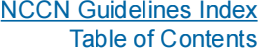 NCCN Guidelines Index
Table of Contents